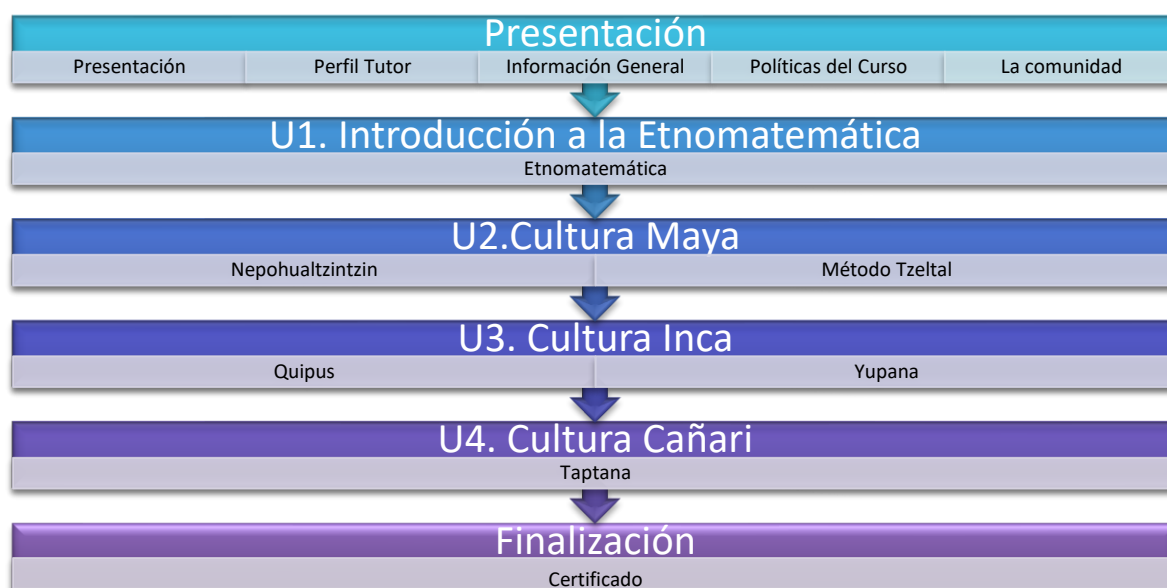 Presentación
Presentación Perfil Tutor Información General Políticas del Curso La comunidad
U1. Introducción a la Etnomatemática
Etnomatemática
U2.Cultura Maya
Nepohualtzintzin Método Tzeltal
U3. Cultura Inca
Quipus Yupana
U4. Cultura Cañari
Taptana
Finalización
Certificado